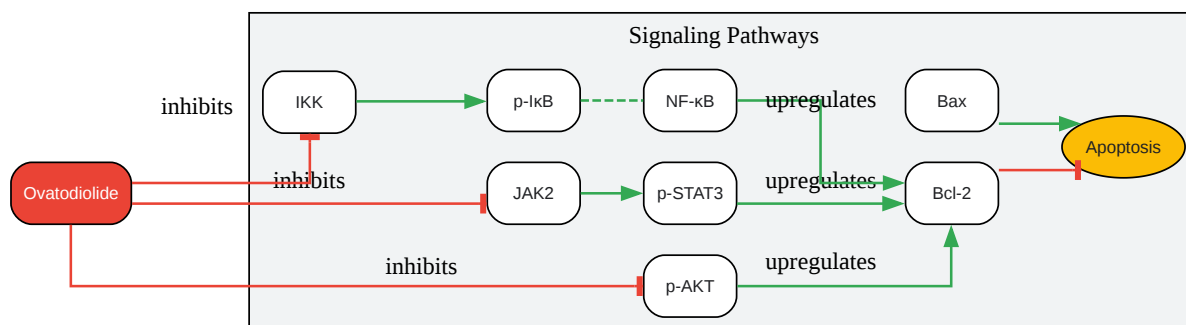 Signaling Pathways
inhibits
IKK
p-IκB
NF-κB
upregulates
Bax
Apoptosis
Ovatodiolide
inhibits
JAK2
p-STAT3
upregulates
Bcl-2
inhibits
p-AKT
upregulates